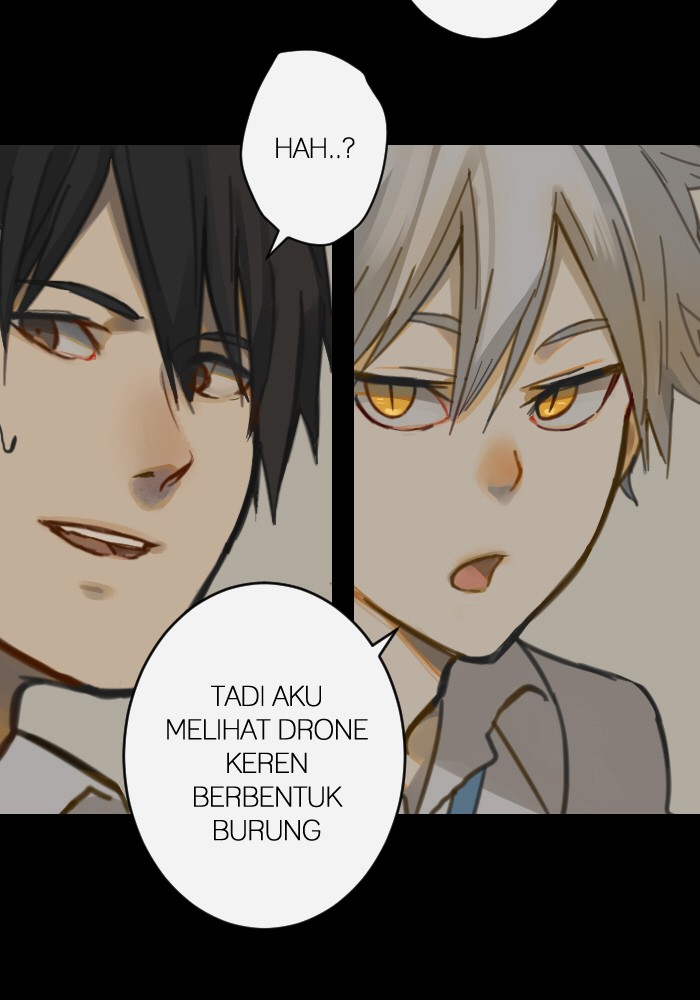 HAH..?
TADI AKU
MELIHAT DRONE
KEREN
BERBENTUK
BURUNG